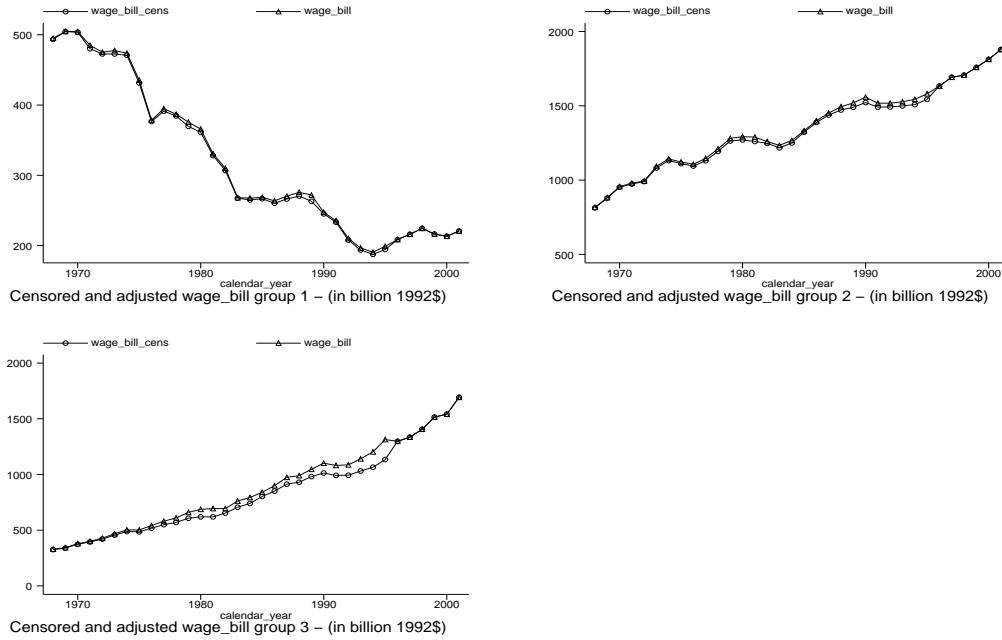 wage_bill_cens wage_bill
500
400
300
200
1970 1980 1990 2000
calendar_year
Censored and adjusted wage_bill group 1 – (in billion 1992$)
wage_bill_cens wage_bill
2000
1500
1000
500
1970 1980 1990 2000
calendar_year
Censored and adjusted wage_bill group 2 – (in billion 1992$)
wage_bill_cens wage_bill
2000
1500
1000
500
0
1970 1980 1990 2000
calendar_year
Censored and adjusted wage_bill group 3 – (in billion 1992$)